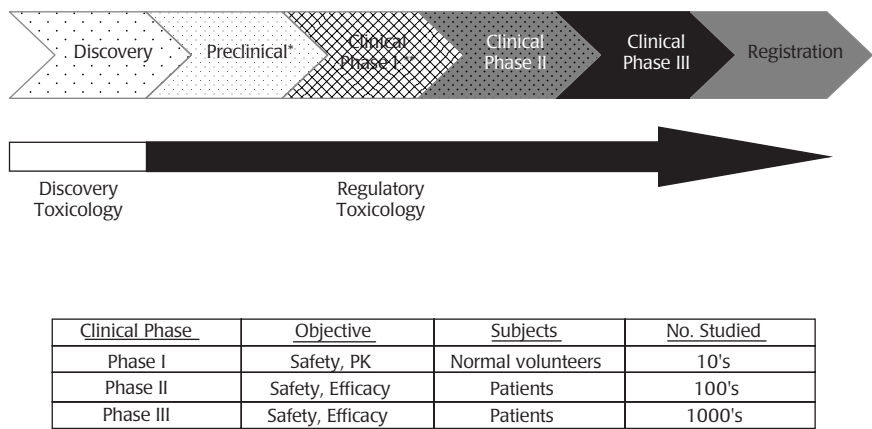 Discovery
Preclinical*
Clinical
Phase I
Clinical
Phase II
Clinical
Phase III
Registration
Discovery
Toxicology
Regulatory
Toxicology
Clinical Phase Objective Subjects No. Studied
Phase I Safety, PK Normal volunteers 10's
Phase II Safety, Efficacy Patients 100's
Phase III Safety, Efficacy Patients 1000's